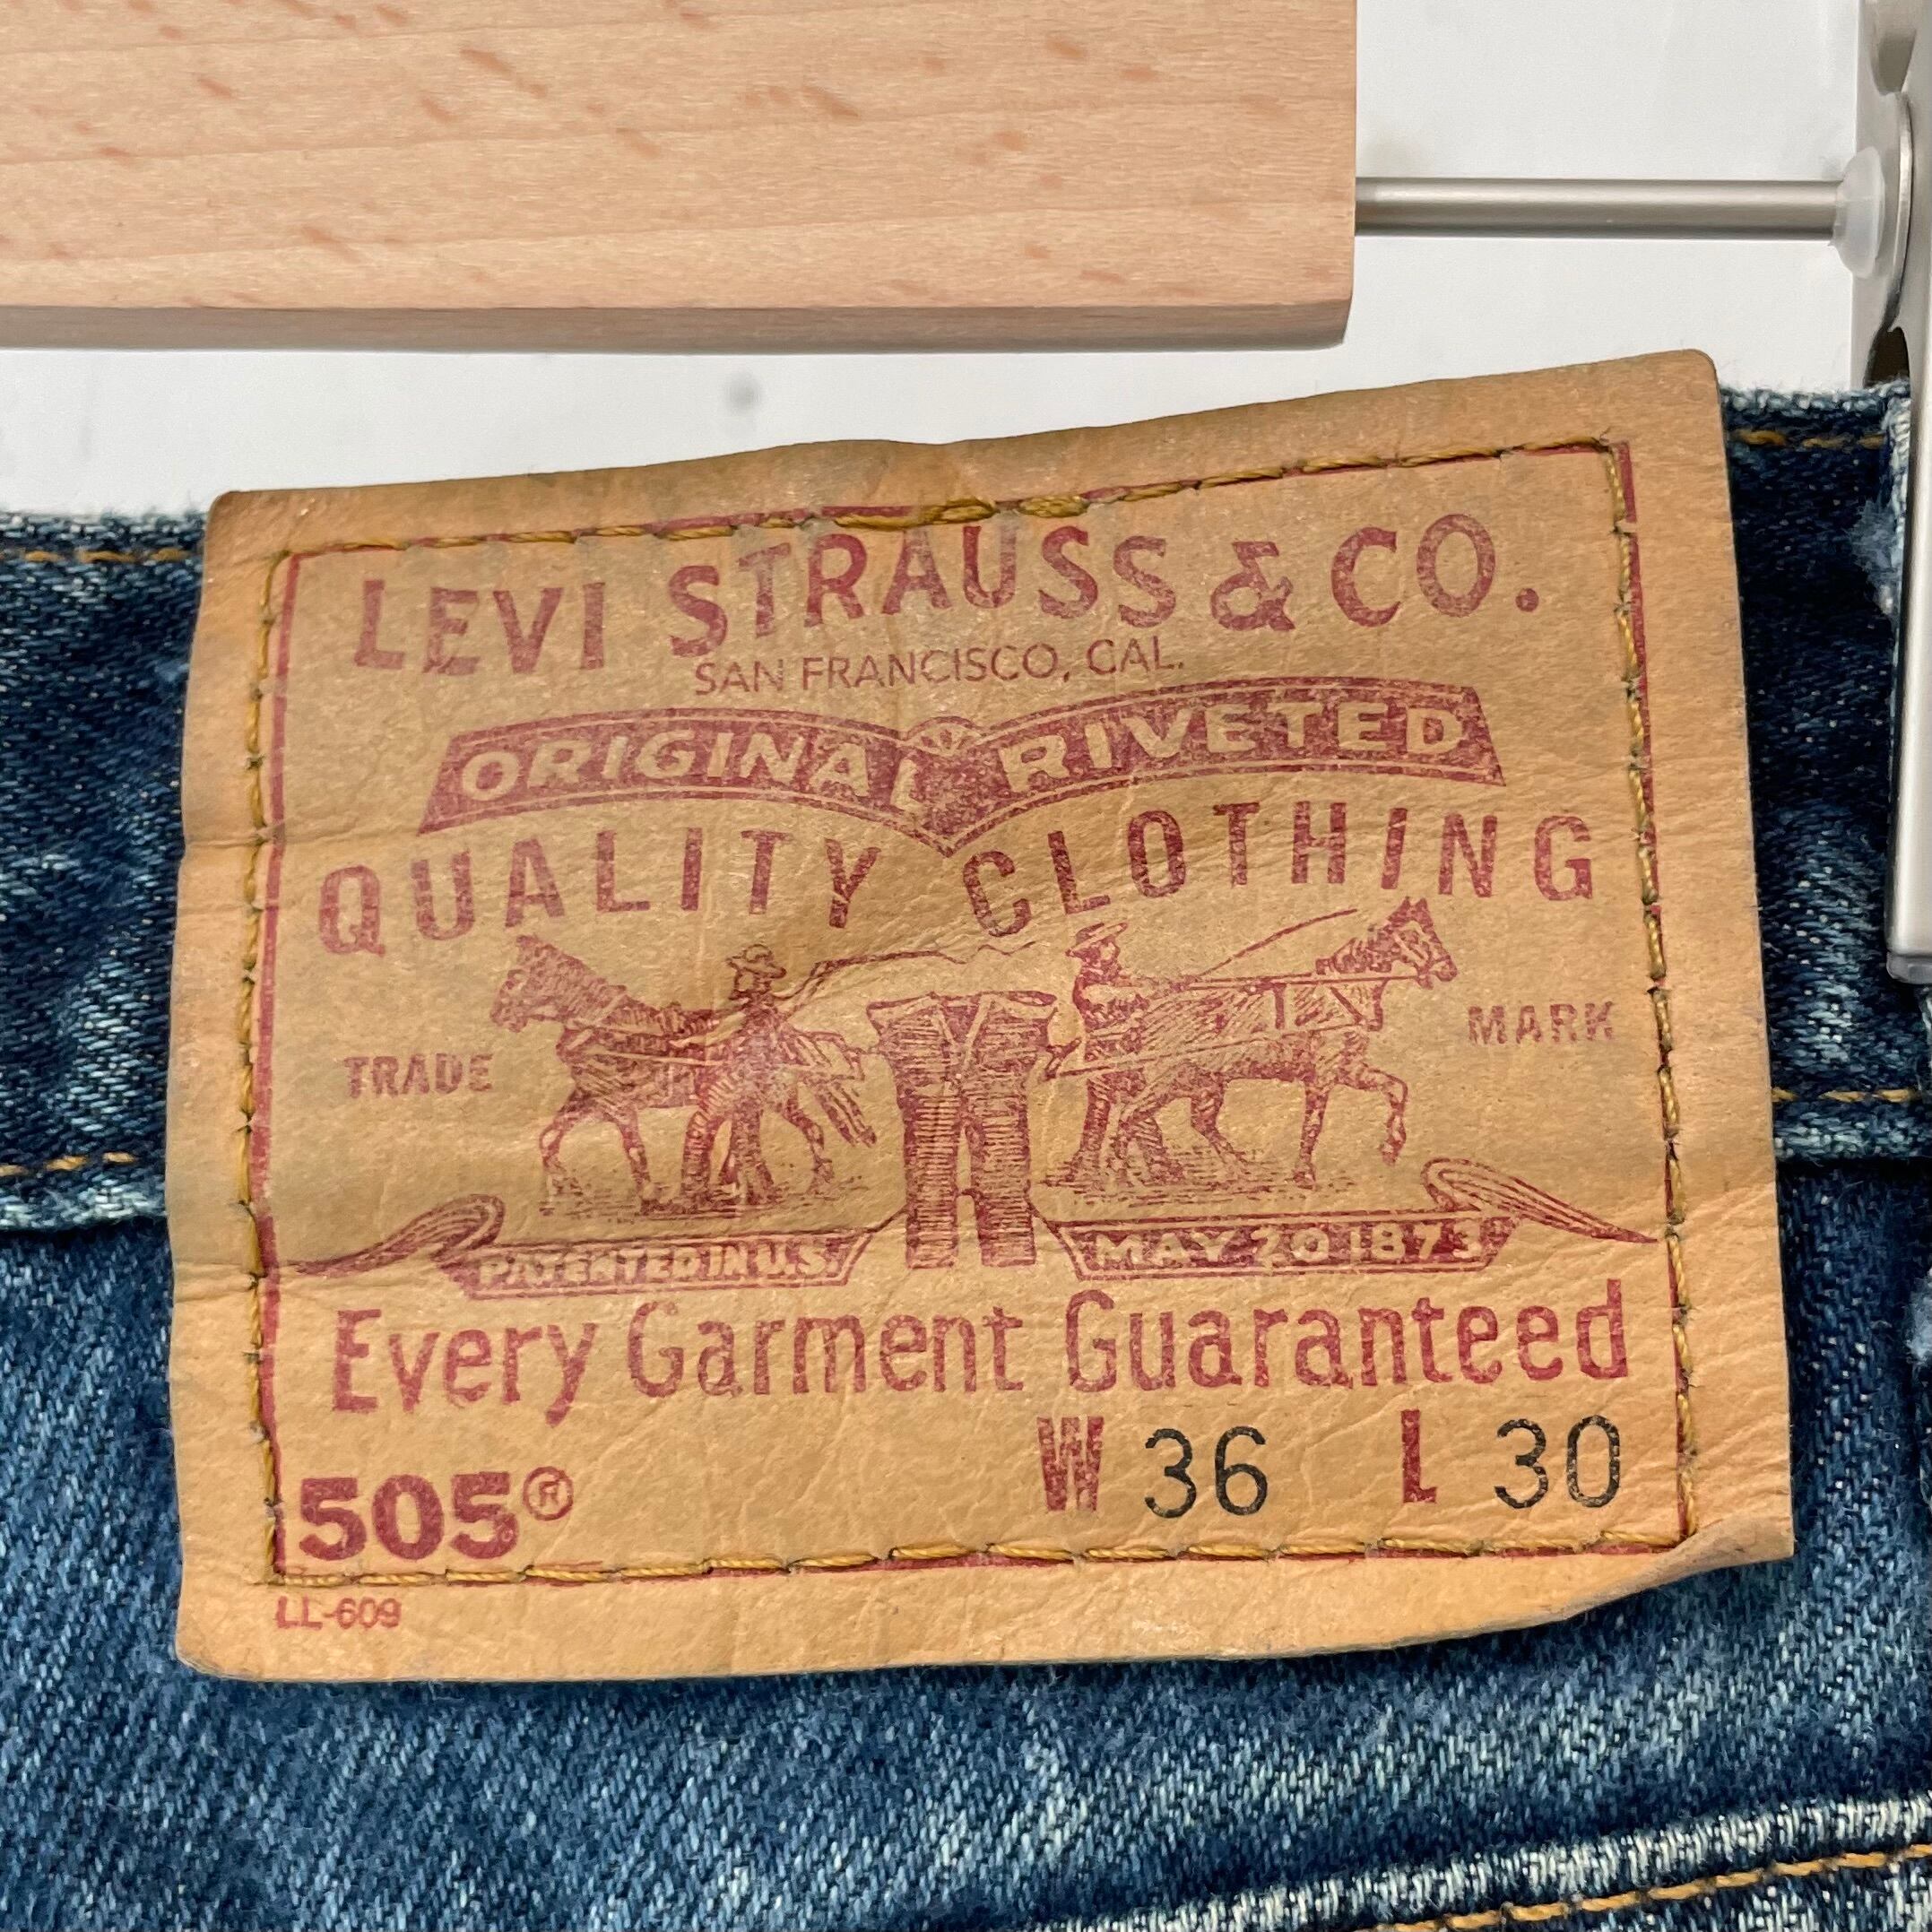 LEVI STRAUSS & CO.
SAN FRANCISCO, CAL.
ORIGINAL RIVETED
QUALITY CLOTHING
TRADE MARK
PATENTED IN U.S. MAY 20 1873
Every Garment Guaranteed
505® W 36 L 30
LL-609